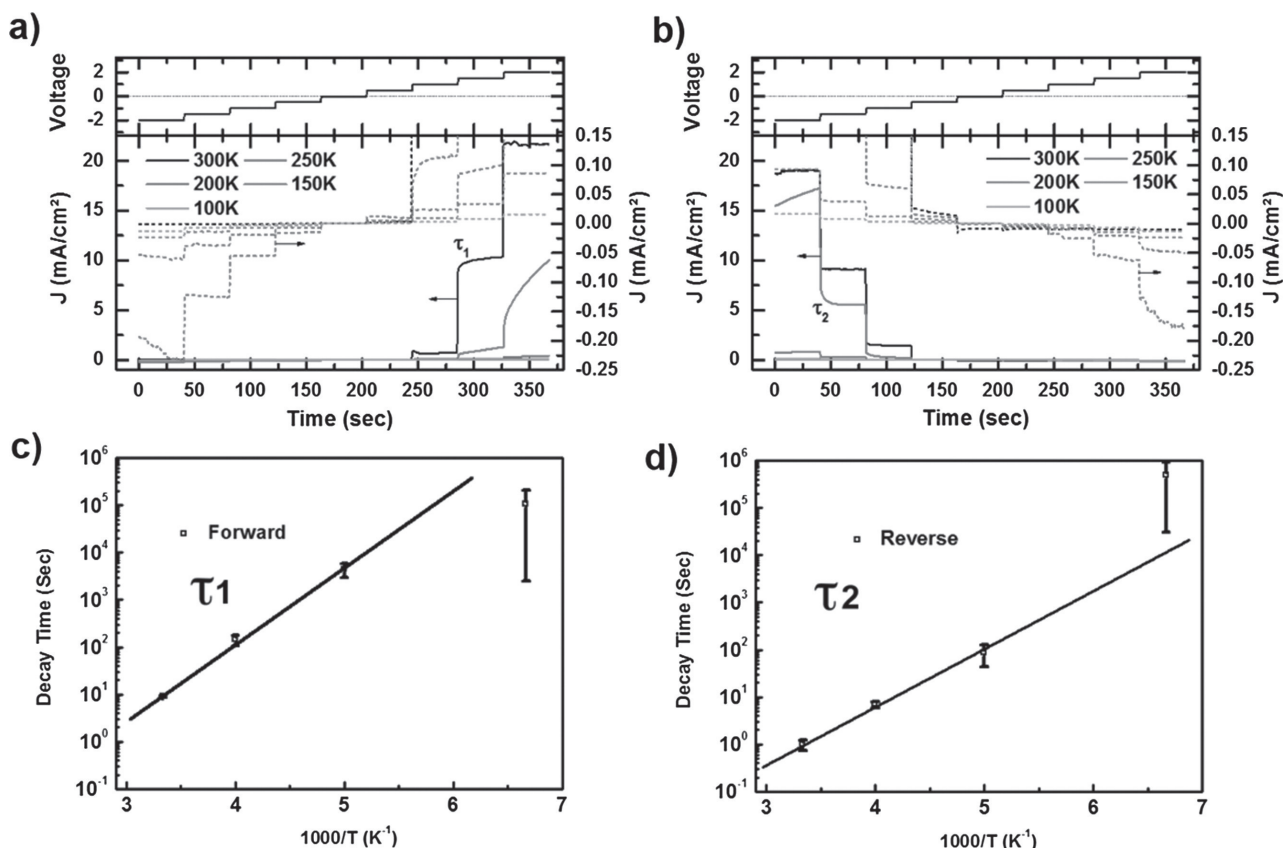 a)
Voltage
2
0
-2
J (mA/cm²)
20
15
10
5
0
300K 250K
200K 150K
100K
τ1
0.15
0.10
0.05
0.00
-0.05
-0.10
-0.15
-0.20
-0.25
J (mA/cm²)
0 50 100 150 200 250 300 350
Time (sec)
b)
Voltage
2
0
-2
J (mA/cm²)
20
15
10
5
0
300K 250K
200K 150K
100K
τ2
0.15
0.10
0.05
0.00
-0.05
-0.10
-0.15
-0.20
-0.25
J (mA/cm²)
0 50 100 150 200 250 300 350
Time (sec)
c)
Decay Time (Sec)
10⁶
10⁵
10⁴
10³
10²
10¹
10⁰
10⁻¹
Forward
τ1
3 4 5 6 7
1000/T (K⁻¹)
d)
Decay Time (Sec)
10⁶
10⁵
10⁴
10³
10²
10¹
10⁰
10⁻¹
Reverse
τ2
3 4 5 6 7
1000/T (K⁻¹)